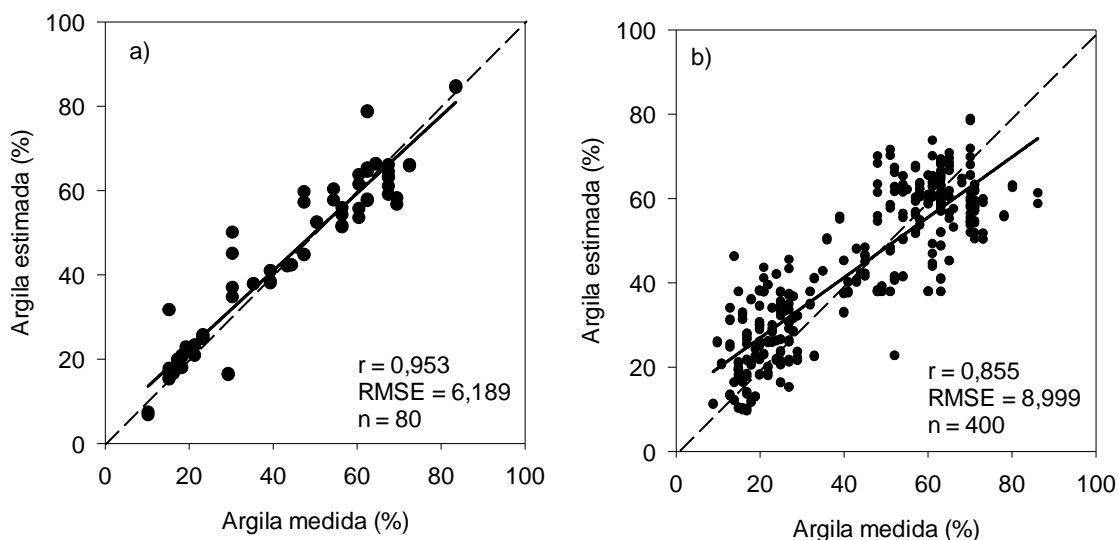 a)
100
80
60
40
20
0
Argila estimada (%)
r = 0,953
RMSE = 6,189
n = 80
0 20 40 60 80 100
Argila medida (%)
b)
100
80
60
40
20
0
Argila estimada (%)
r = 0,855
RMSE = 8,999
n = 400
0 20 40 60 80 100
Argila medida (%)